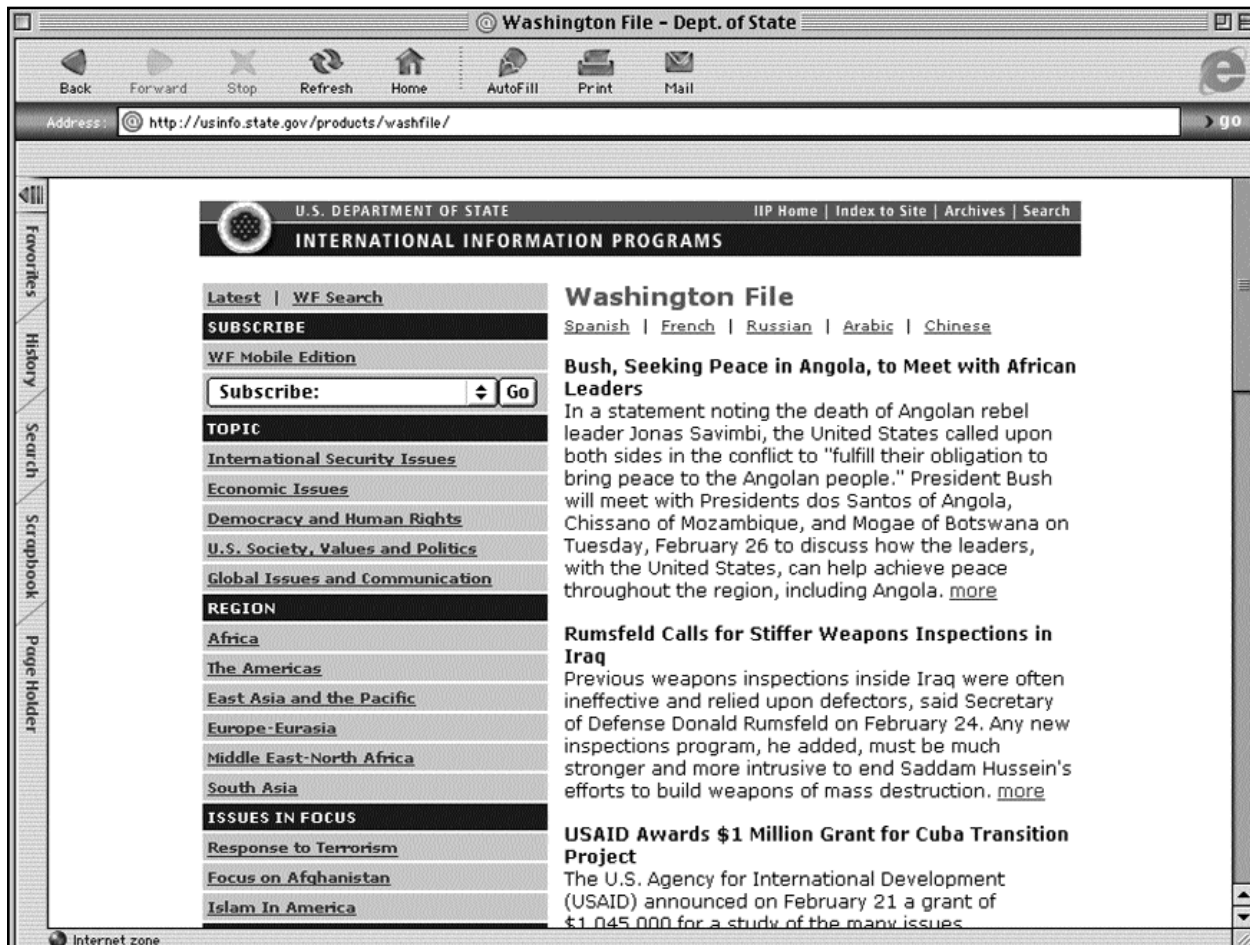 Washington File - Dept. of State
Back Forward Stop Refresh Home AutoFill Print Mail
Address: http://usinfo.state.gov/products/washfile/ go
Favorites
History
Search
Scrapbook
Page Holder
U.S. DEPARTMENT OF STATE
IIP Home | Index to Site | Archives | Search
INTERNATIONAL INFORMATION PROGRAMS
Latest | WF Search
SUBSCRIBE
WF Mobile Edition
Subscribe: Go
TOPIC
International Security Issues
Economic Issues
Democracy and Human Rights
U.S. Society, Values and Politics
Global Issues and Communication
REGION
Africa
The Americas
East Asia and the Pacific
Europe-Eurasia
Middle East-North Africa
South Asia
ISSUES IN FOCUS
Response to Terrorism
Focus on Afghanistan
Islam In America
Washington File
Spanish | French | Russian | Arabic | Chinese
Bush, Seeking Peace in Angola, to Meet with African
Leaders
In a statement noting the death of Angolan rebel
leader Jonas Savimbi, the United States called upon
both sides in the conflict to "fulfill their obligation to
bring peace to the Angolan people." President Bush
will meet with Presidents dos Santos of Angola,
Chissano of Mozambique, and Mogae of Botswana on
Tuesday, February 26 to discuss how the leaders,
with the United States, can help achieve peace
throughout the region, including Angola. more
Rumsfeld Calls for Stiffer Weapons Inspections in
Iraq
Previous weapons inspections inside Iraq were often
ineffective and relied upon defectors, said Secretary
of Defense Donald Rumsfeld on February 24. Any new
inspections program, he added, must be much
stronger and more intrusive to end Saddam Hussein's
efforts to build weapons of mass destruction. more
USAID Awards $1 Million Grant for Cuba Transition
Project
The U.S. Agency for International Development
(USAID) announced on February 21 a grant of
$1,045,000 for a study of the many issues
Internet zone